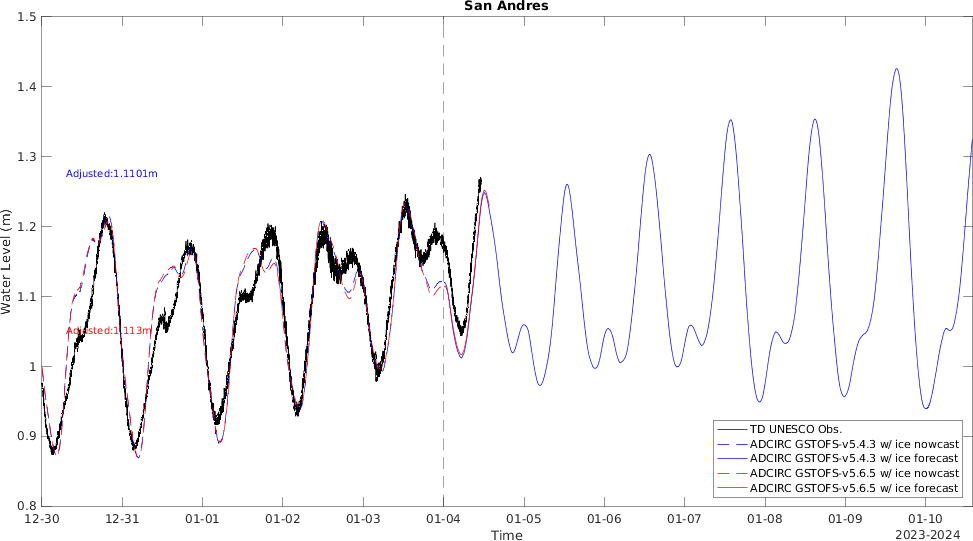 San Andres
1.5
1.4
1.3
1.2
1.1
1
0.9
0.8
Water Level (m)
Adjusted:1.1101m
Adjusted:1.113m
TD UNESCO Obs.
ADCIRC GSTOFS-v5.4.3 w/ ice nowcast
ADCIRC GSTOFS-v5.4.3 w/ ice forecast
ADCIRC GSTOFS-v5.6.5 w/ ice nowcast
ADCIRC GSTOFS-v5.6.5 w/ ice forecast
12-30 12-31 01-01 01-02 01-03 01-04 01-05 01-06 01-07 01-08 01-09 01-10
Time
2023-2024